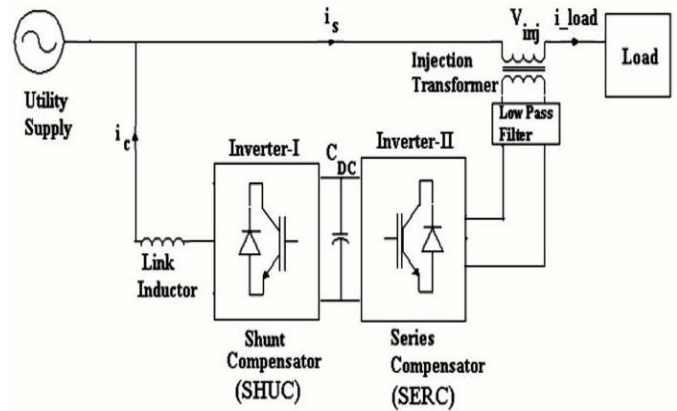 i_s
V_inj
i_load
Injection
Transformer
Load
Utility
Supply
Low Pass
Filter
i_c
Inverter-I
C_DC
Inverter-II
Link
Inductor
Shunt
Compensator
(SHUC)
Series
Compensator
(SERC)